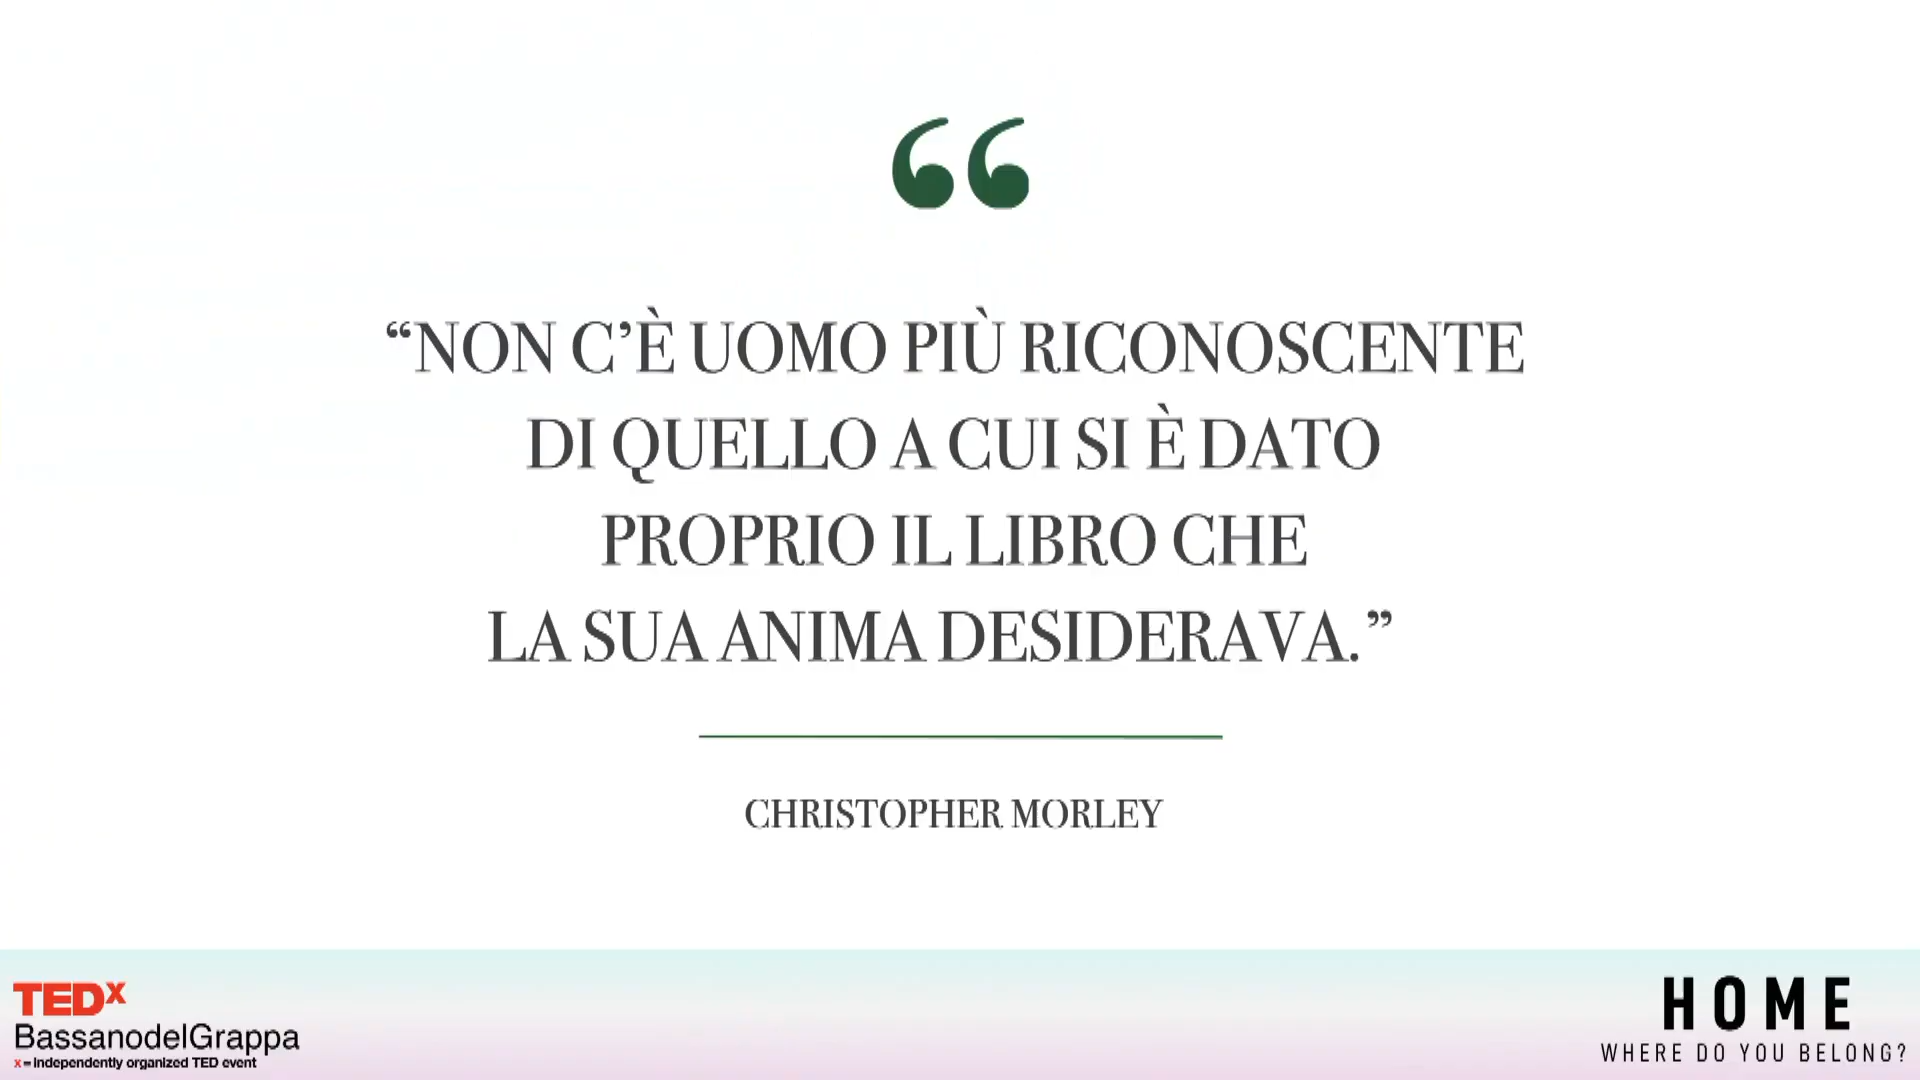 “
“NON C’È UOMO PIÙ RICONOSCENTE
DI QUELLO A CUI SI È DATO
PROPRIO IL LIBRO CHE
LA SUA ANIMA DESIDERAVA.”
CHRISTOPHER MORLEY
TEDx
BassanodelGrappa
x = independently organized TED event
HOME
WHERE DO YOU BELONG?